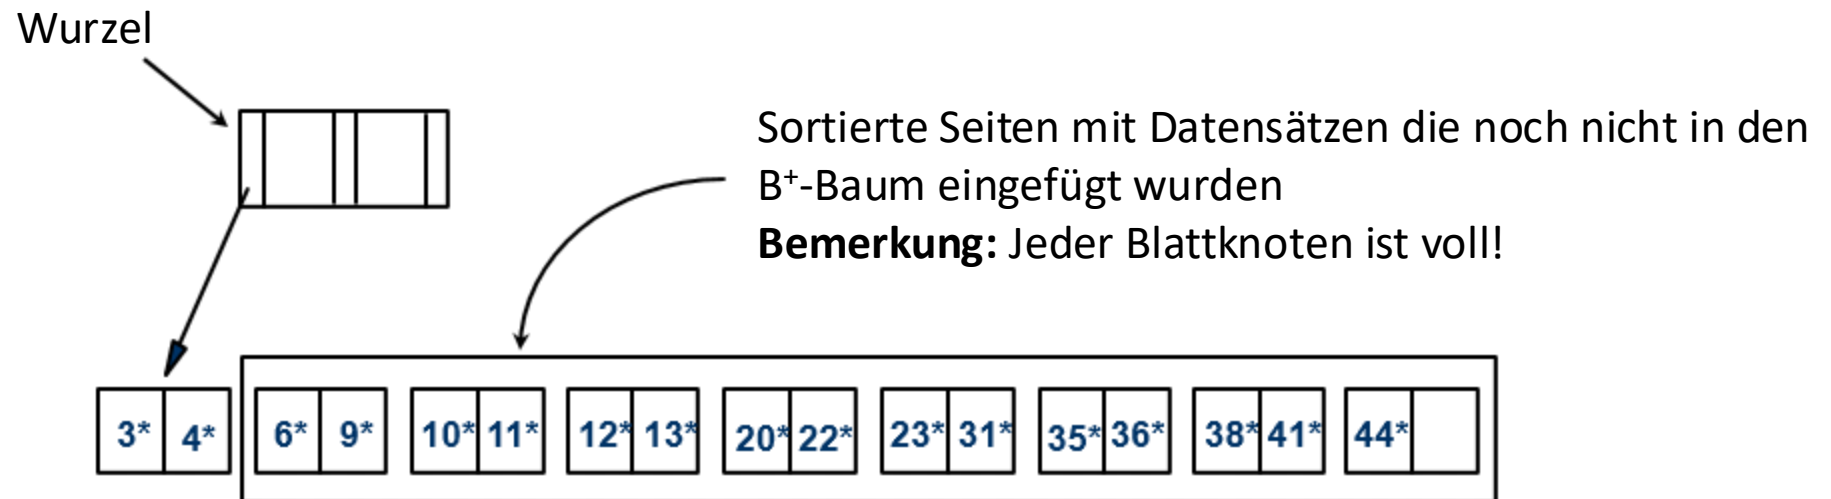 Wurzel
Sortierte Seiten mit Datensätzen die noch nicht in den
B⁺-Baum eingefügt wurden
Bemerkung: Jeder Blattknoten ist voll!
3* 4* 6* 9* 10* 11* 12* 13* 20* 22* 23* 31* 35* 36* 38* 41* 44*